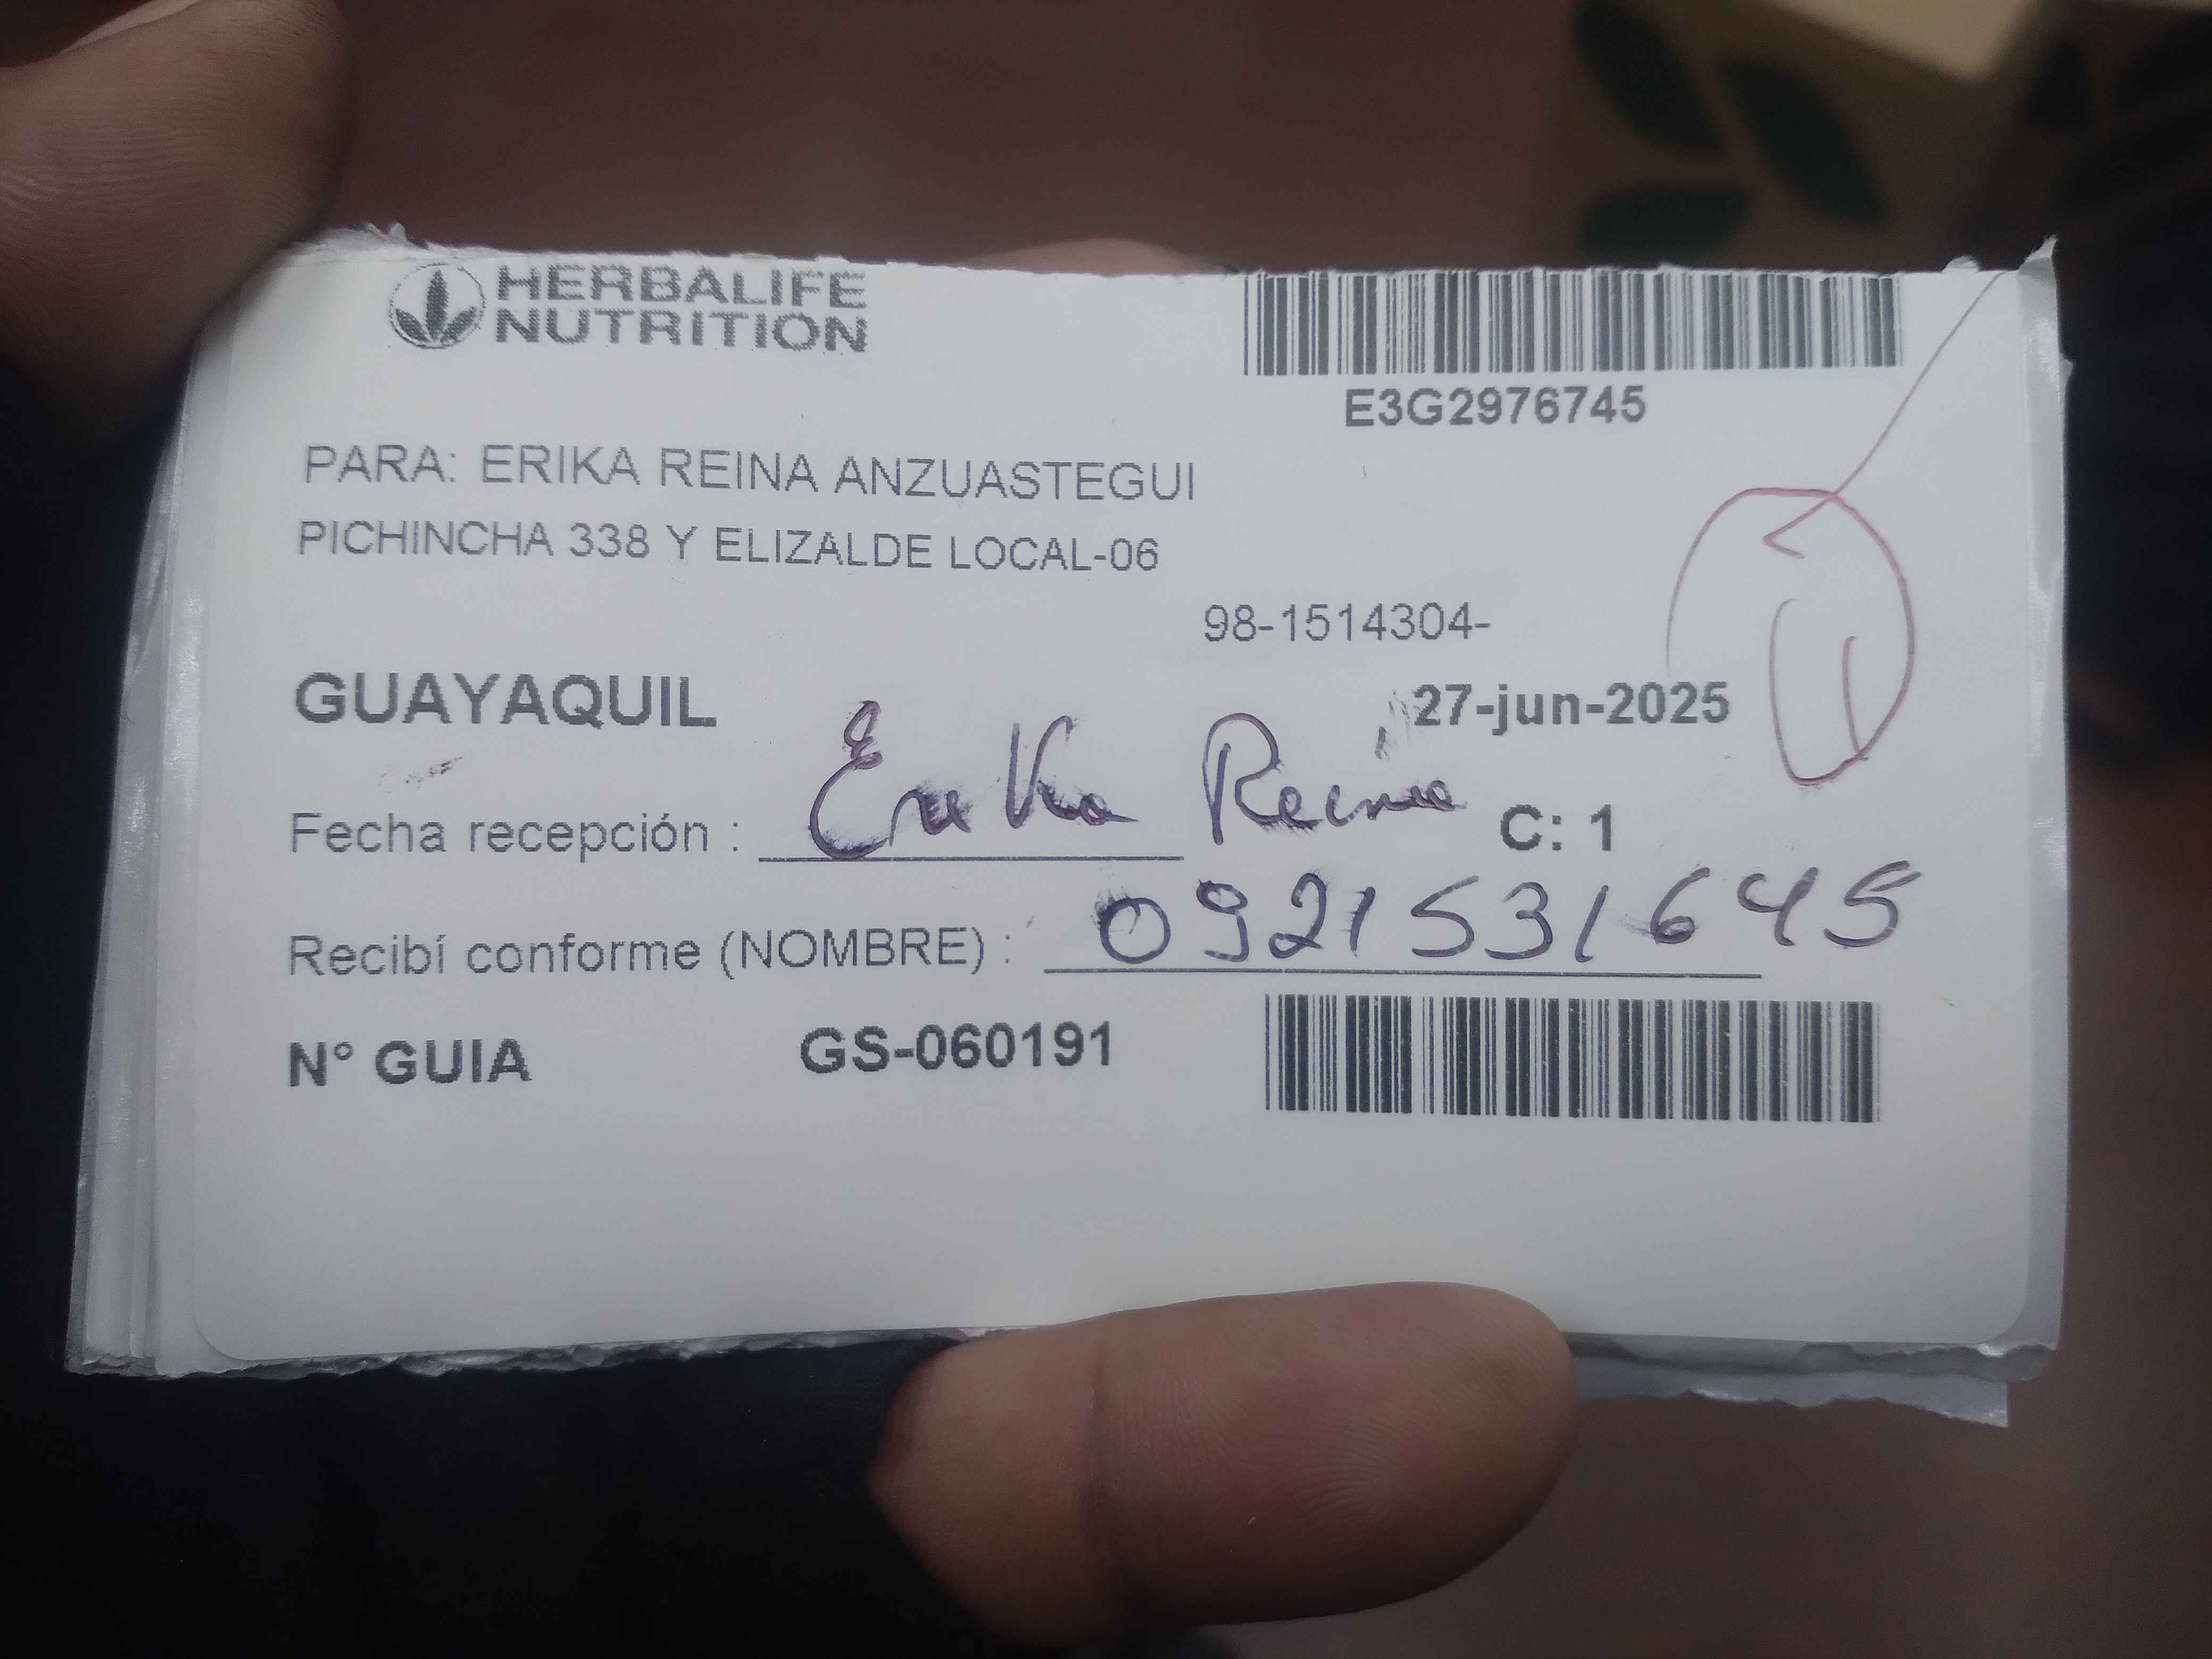 HERBALIFE
NUTRITION
E3G2976745
PARA: ERIKA REINA ANZUASTEGUI
PICHINCHA 338 Y ELIZALDE LOCAL-06
98-1514304-
GUAYAQUIL
27-jun-2025
Fecha recepción : Erika Reina
C: 1
Recibí conforme (NOMBRE) : 0921531645
N° GUIA GS-060191